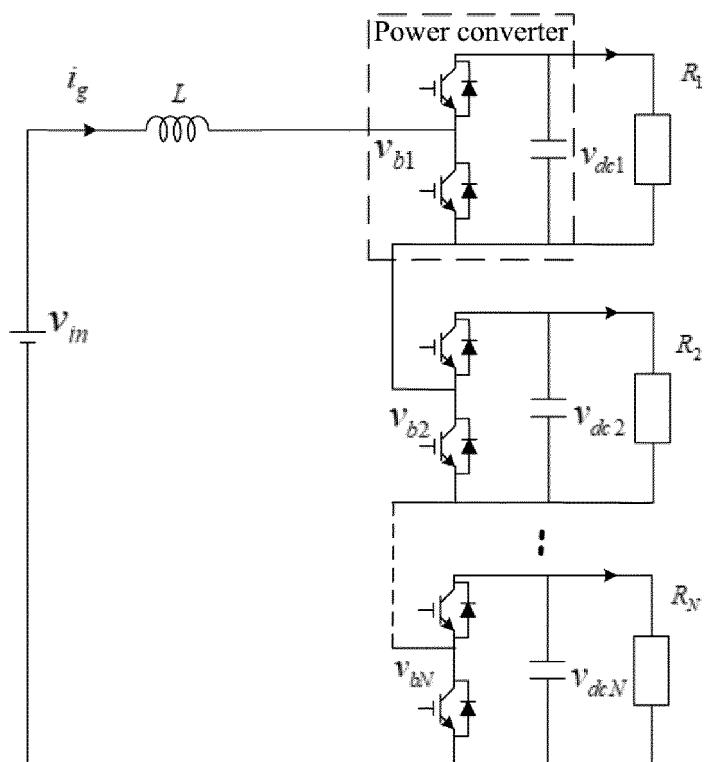 Power converter
i_g
L
v_b1
v_dc1
R_1
v_in
v_b2
v_dc2
R_2
v_bN
v_dcN
R_N